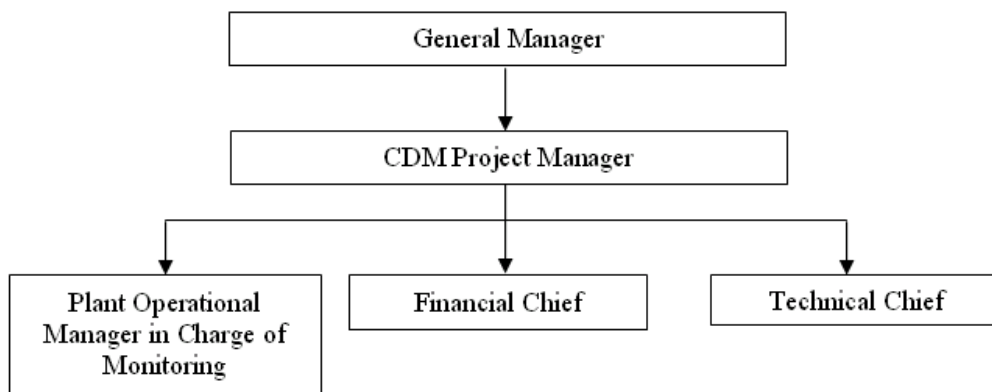 General Manager
CDM Project Manager
Plant Operational
Manager in Charge of
Monitoring
Financial Chief
Technical Chief